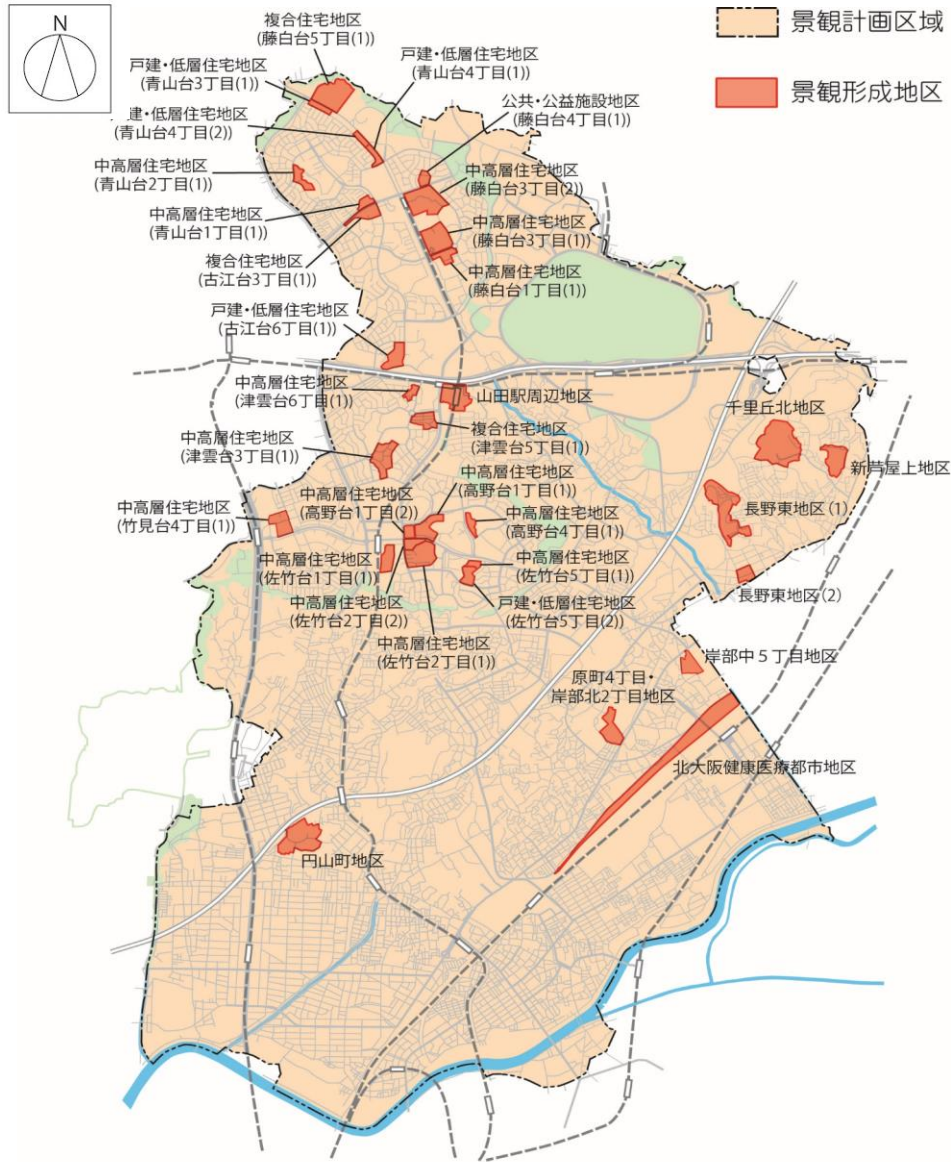 N
景観計画区域
景観形成地区
複合住宅地区
(藤白台5丁目(1))
戸建・低層住宅地区
(青山台3丁目(1))
戸建・低層住宅地区
(青山台4丁目(1))
建・低層住宅地区
(青山台4丁目(2))
公共・公益施設地区
(藤白台4丁目(1))
中高層住宅地区
(青山台2丁目(1))
中高層住宅地区
(藤白台3丁目(2))
中高層住宅地区
(青山台1丁目(1))
中高層住宅地区
(藤白台3丁目(1))
複合住宅地区
(古江台3丁目(1))
中高層住宅地区
(藤白台1丁目(1))
戸建・低層住宅地区
(古江台6丁目(1))
中高層住宅地区
(津雲台6丁目(1))
山田駅周辺地区
千里丘北地区
複合住宅地区
(津雲台5丁目(1))
中高層住宅地区
(津雲台3丁目(1))
新芦屋上地区
中高層住宅地区
(高野台1丁目(1))
中高層住宅地区
(高野台1丁目(2))
長野東地区(1)
中高層住宅地区
(竹見台4丁目(1))
中高層住宅地区
(高野台4丁目(1))
中高層住宅地区
(佐竹台1丁目(1))
中高層住宅地区
(佐竹台5丁目(1))
長野東地区(2)
中高層住宅地区
(佐竹台2丁目(2))
戸建・低層住宅地区
(佐竹台5丁目(2))
中高層住宅地区
(佐竹台2丁目(1))
岸部中5丁目地区
原町4丁目・
岸部北2丁目地区
北大阪健康医療都市地区
円山町地区